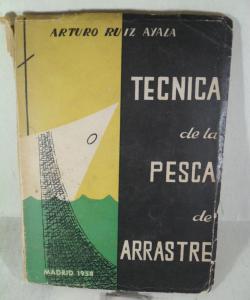 ARTURO RUIZ AYALA
TECNICA
de la
PESCA
de
ARRASTRE
MADRID 1958